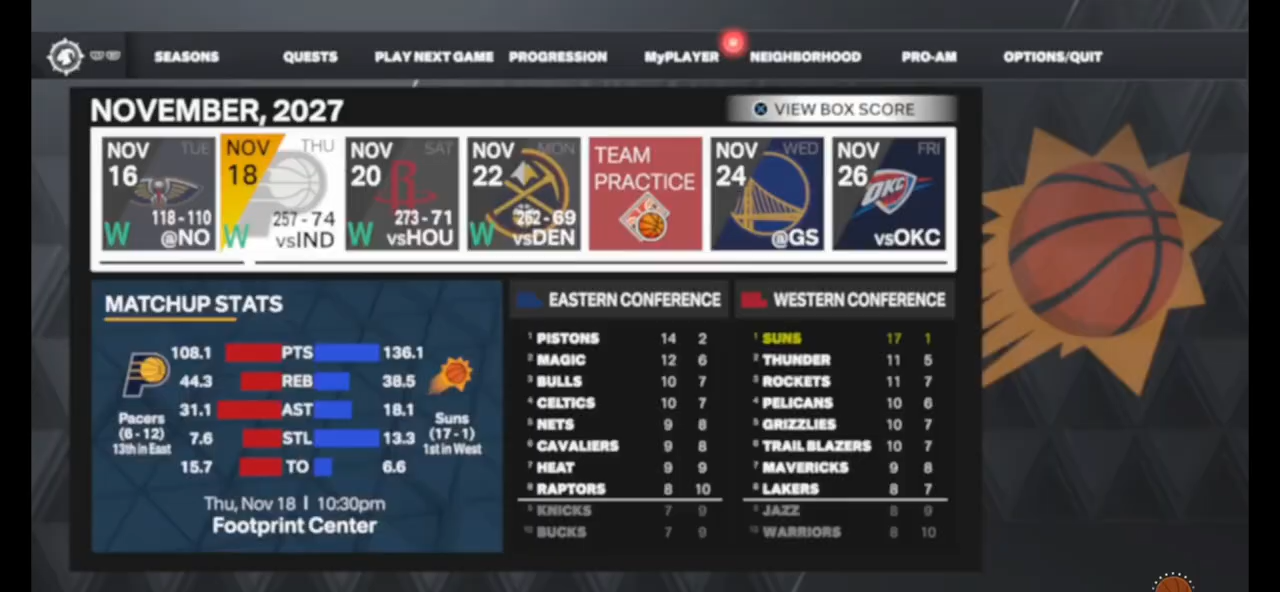 SEASONS QUESTS PLAY NEXT GAME PROGRESSION MyPLAYER NEIGHBORHOOD PRO-AM OPTIONS/QUIT
NOVEMBER, 2027
VIEW BOX SCORE
NOV 16 TUE
W 118-110 @NO
NOV 18 THU
W 257-74 vsIND
NOV 20 SAT
W 273-71 vsHOU
NOV 22 MON
W 262-69 vsDEN
TEAM PRACTICE
NOV 24 WED
@GS
NOV 26 FRI
OKC
vsOKC
MATCHUP STATS
108.1 PTS 136.1
44.3 REB 38.5
31.1 AST 18.1
7.6 STL 13.3
15.7 TO 6.6
Pacers
(6-12)
13th in East
Suns
(17-1)
1st in West
Thu, Nov 18 | 10:30pm
Footprint Center
EASTERN CONFERENCE
1 PISTONS 14 2
2 MAGIC 12 6
3 BULLS 10 7
4 CELTICS 10 7
5 NETS 9 8
6 CAVALIERS 9 8
7 HEAT 9 9
8 RAPTORS 8 10
9 KNICKS 7 9
10 BUCKS 7 9
WESTERN CONFERENCE
1 SUNS 17 1
2 THUNDER 11 5
3 ROCKETS 11 7
4 PELICANS 10 6
5 GRIZZLIES 10 7
6 TRAIL BLAZERS 10 7
7 MAVERICKS 9 8
8 LAKERS 8 7
9 JAZZ 8 9
10 WARRIORS 8 10